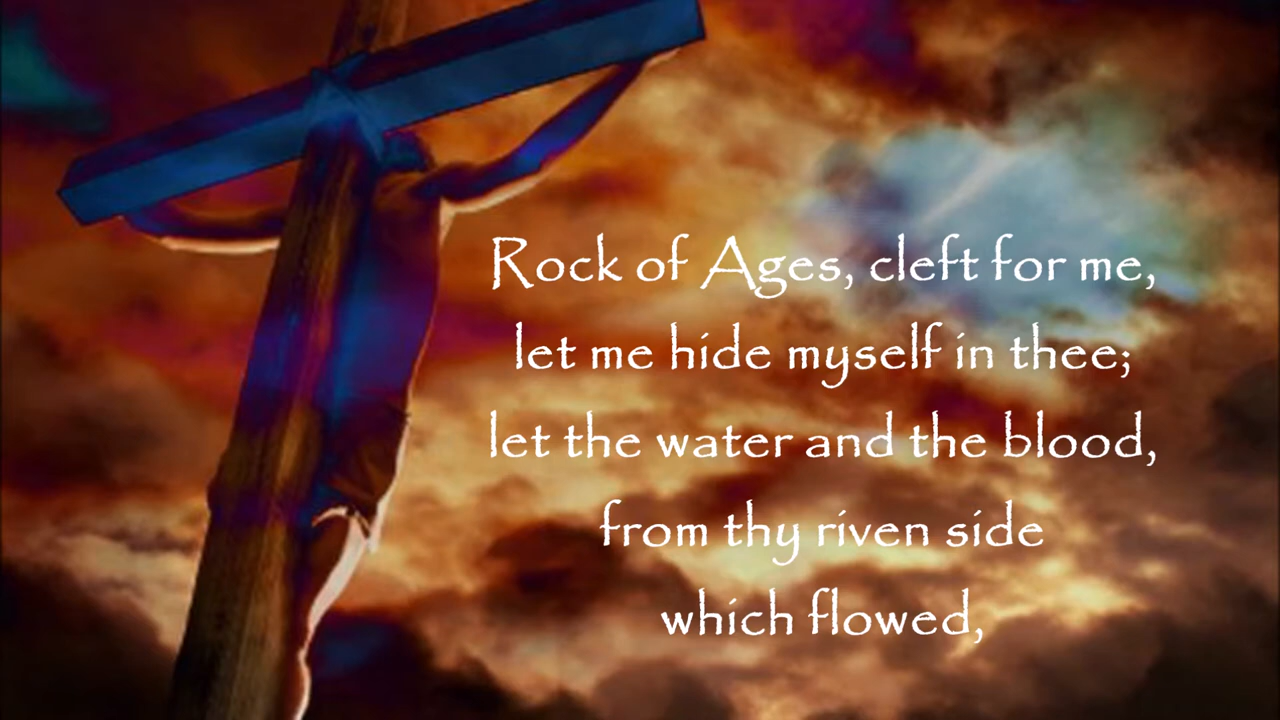 Rock of Ages, cleft for me,
let me hide myself in thee;
let the water and the blood,
from thy riven side
which flowed,